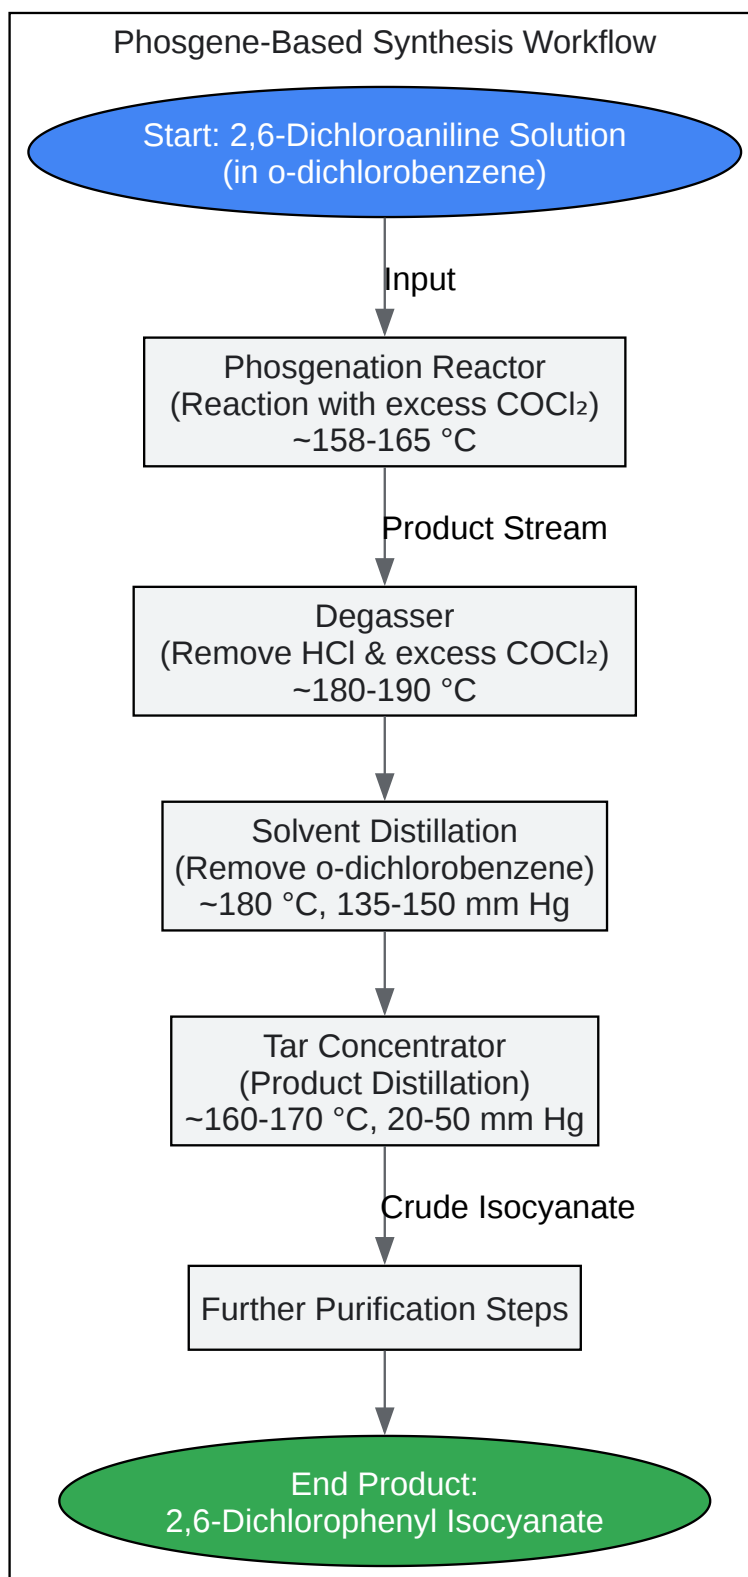 Phosgene-Based Synthesis Workflow
Start: 2,6-Dichloroaniline Solution
(in o-dichlorobenzene)
Input
Phosgenation Reactor
(Reaction with excess COCl₂)
~158-165 °C
Product Stream
Degasser
(Remove HCl & excess COCl₂)
~180-190 °C
Solvent Distillation
(Remove o-dichlorobenzene)
~180 °C, 135-150 mm Hg
Tar Concentrator
(Product Distillation)
~160-170 °C, 20-50 mm Hg
Crude Isocyanate
Further Purification Steps
End Product:
2,6-Dichlorophenyl Isocyanate